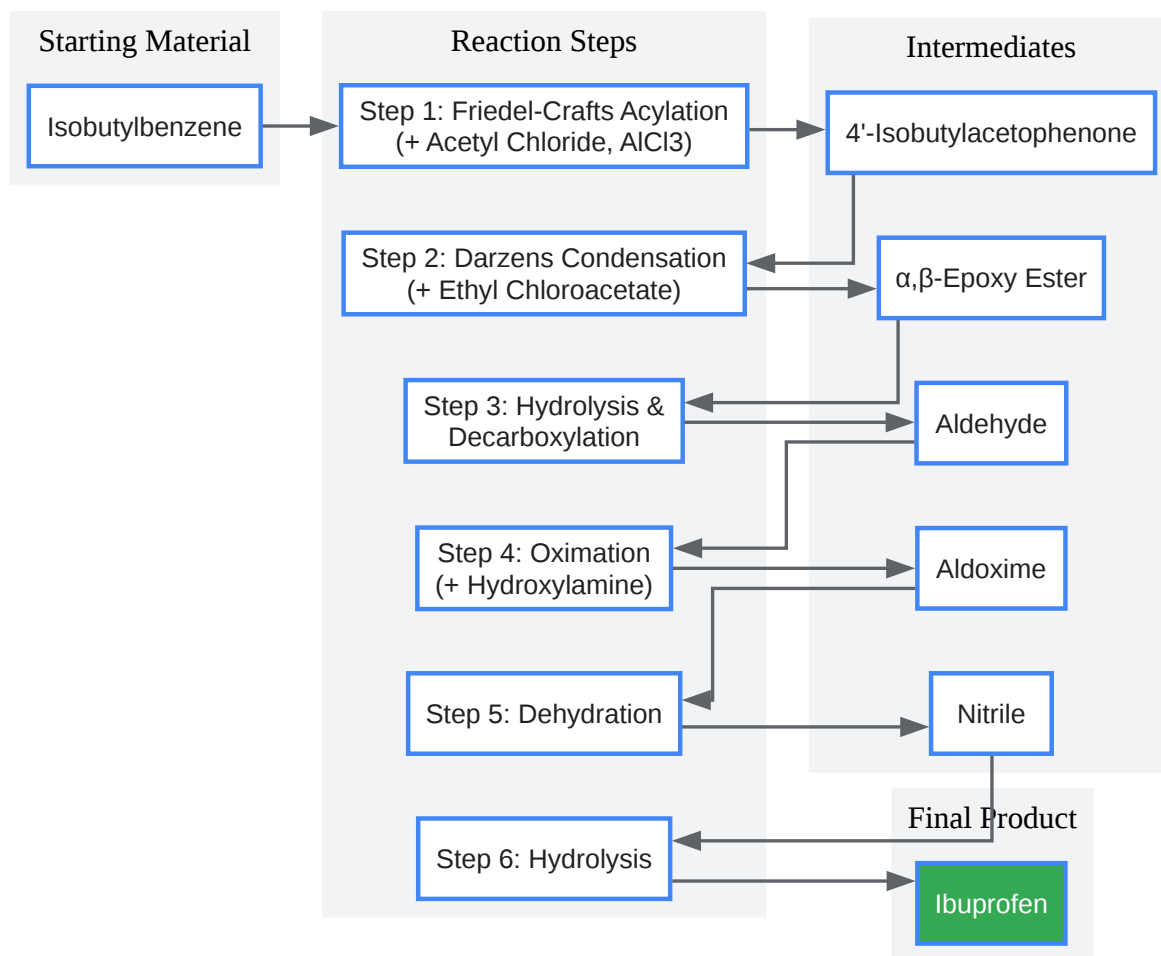 Starting Material
Reaction Steps
Intermediates
Isobutylbenzene
Step 1: Friedel-Crafts Acylation
(+ Acetyl Chloride, AlCl3)
4'-Isobutylacetophenone
Step 2: Darzens Condensation
(+ Ethyl Chloroacetate)
α,β-Epoxy Ester
Step 3: Hydrolysis &
Decarboxylation
Aldehyde
Step 4: Oximation
(+ Hydroxylamine)
Aldoxime
Step 5: Dehydration
Nitrile
Final Product
Step 6: Hydrolysis
Ibuprofen